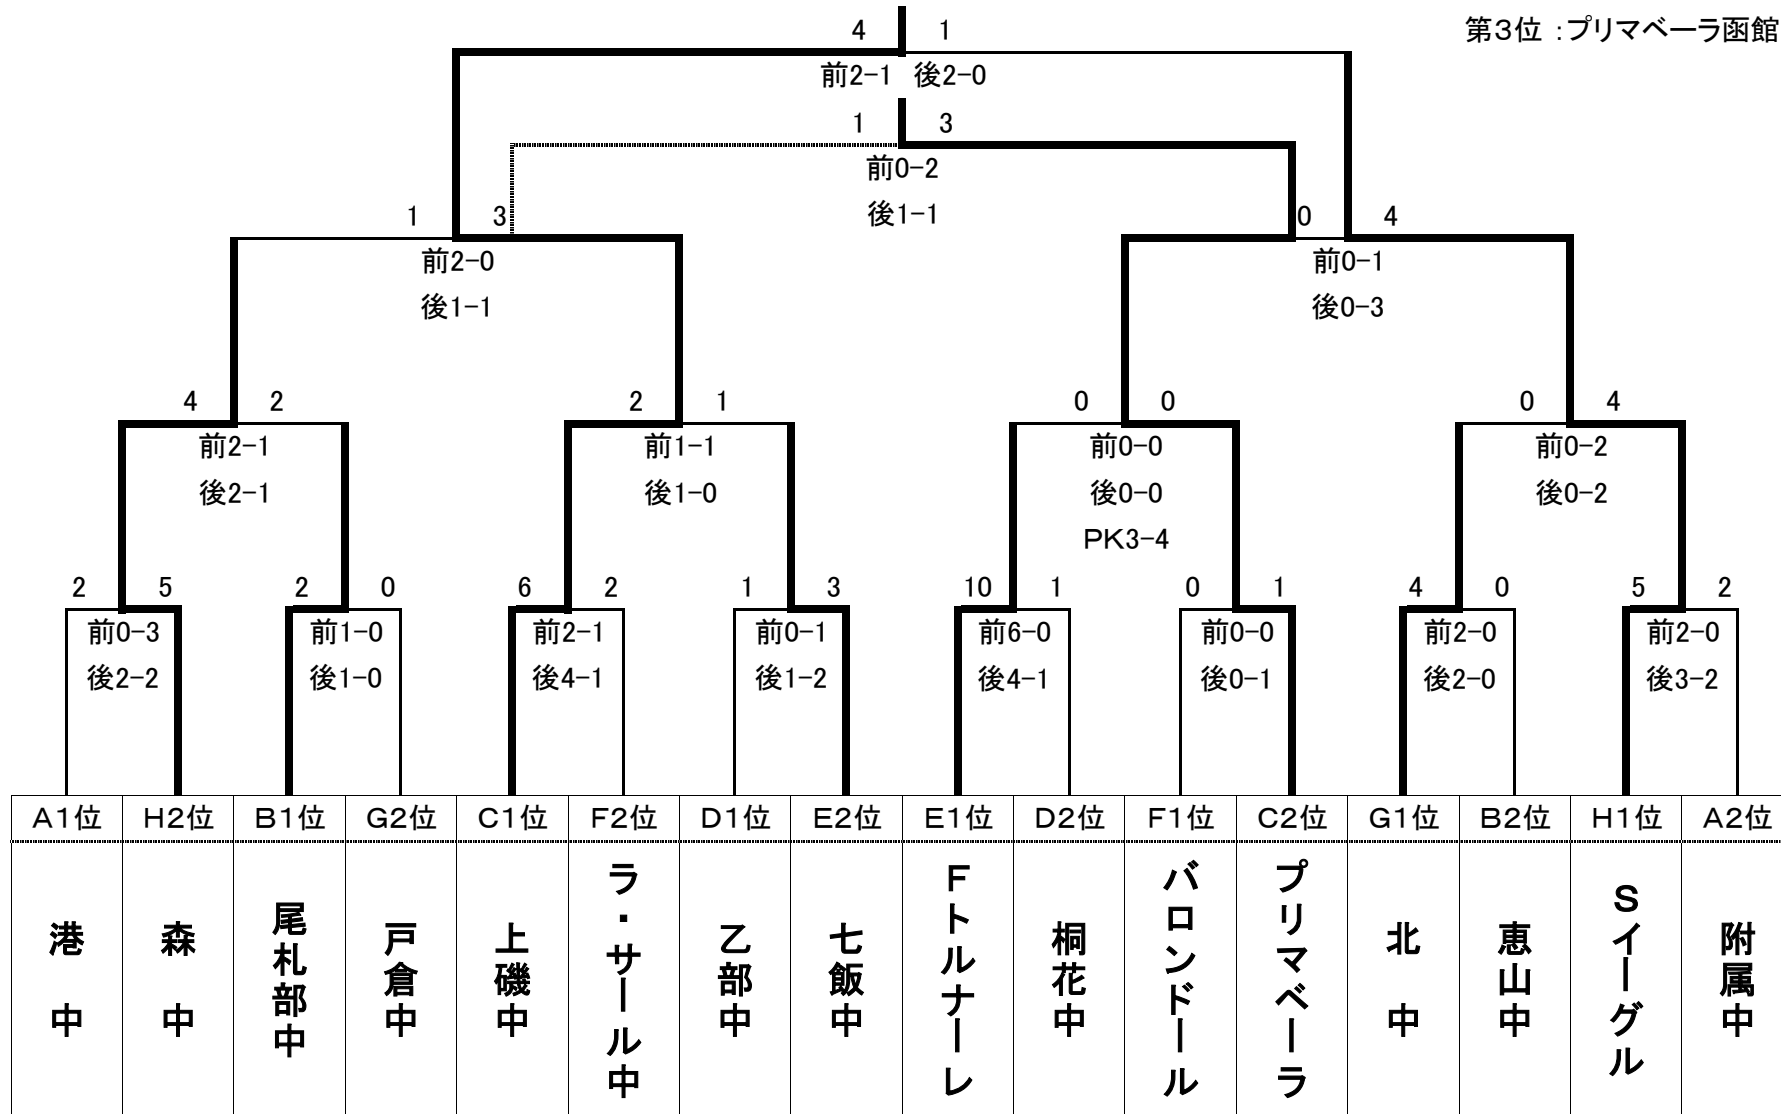 第3位：プリマベーラ函館
4 1
前2-1 後2-0
1 3
前0-2
後1-1
1 3
前2-0
後1-1
0 4
前0-1
後0-3
4 2
前2-1
後2-1
2 1
前1-1
後1-0
0 0
前0-0
後0-0
PK3-4
0 4
前0-2
後0-2
2 5
前0-3
後2-2
2 0
前1-0
後1-0
6 2
前2-1
後4-1
1 3
前0-1
後1-2
10 1
前6-0
後4-1
0 1
前0-0
後0-1
4 0
前2-0
後2-0
5 2
前2-0
後3-2
A1位 H2位 B1位 G2位 C1位 F2位 D1位 E2位 E1位 D2位 F1位 C2位 G1位 B2位 H1位 A2位
港 中
森 中
尾札部中
戸倉中
上磯中
ラ・サール中
乙部中
七飯中
Fトルナーレ
桐花中
バロンドール
プリマベーラ
北 中
恵山中
Sイーグル
附属中